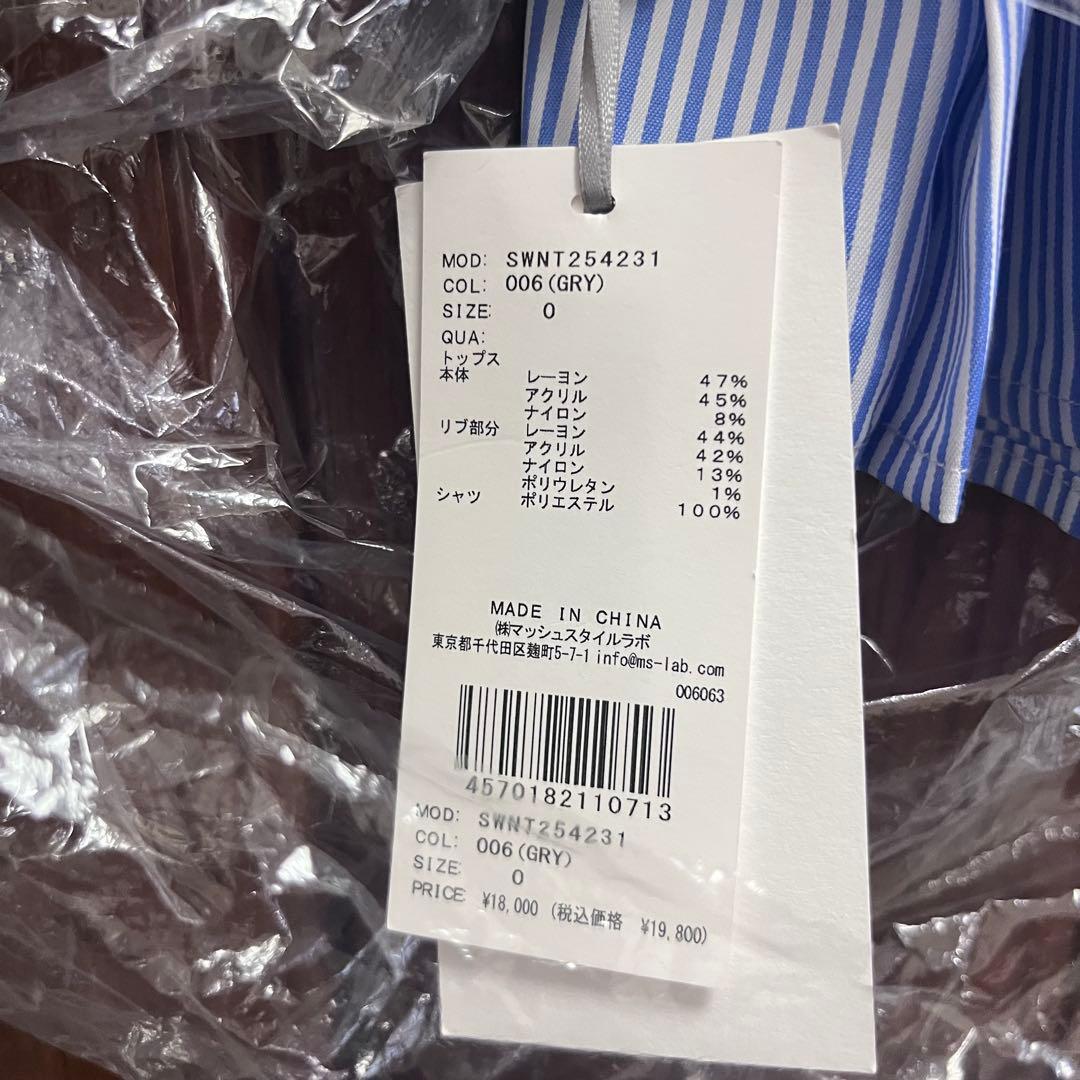 MOD: SWNT254231
COL: 006(GRY)
SIZE: 0
QUA:
トップス
本体 レーヨン 47%
アクリル 45%
ナイロン 8%
リブ部分 レーヨン 44%
アクリル 42%
ナイロン 13%
ポリウレタン 1%
シャツ ポリエステル 100%
MADE IN CHINA
㈱マッシュスタイルラボ
東京都千代田区麹町5-7-1 info@ms-lab.com
006063
4570182110713
MOD: SWNT254231
COL: 006(GRY)
SIZE: 0
PRICE: ¥18,000 (税込価格 ¥19,800)